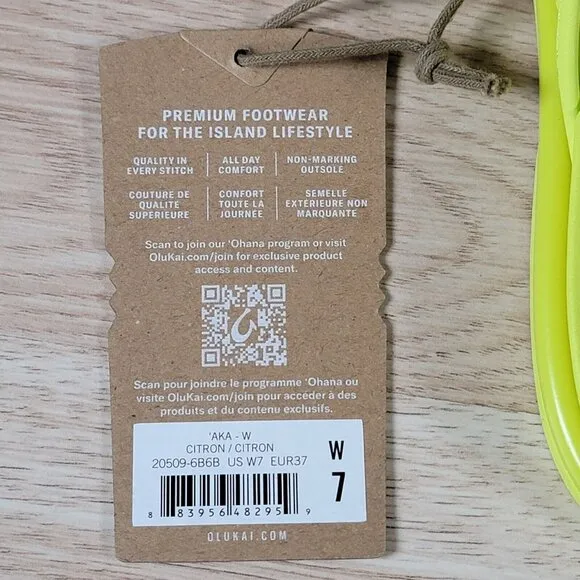 PREMIUM FOOTWEAR
FOR THE ISLAND LIFESTYLE
QUALITY IN
EVERY STITCH
ALL DAY
COMFORT
NON-MARKING
OUTSOLE
COUTURE DE
QUALITE
SUPERIEURE
CONFORT
TOUTE LA
JOURNÉE
SEMELLE
EXTERIEURE NON
MARQUANTE
Scan to join our 'Ohana program or visit
OluKai.com/join for exclusive product
access and content.
Scan pour joindre le programme 'Ohana ou
visite OluKai.com/join pour accéder à des
produits et du contenu exclusifs.
'AKA - W
CITRON / CITRON
20509-6B6B US W7 EUR37
W
7
8 83956 48295 9
OLUKAI.COM